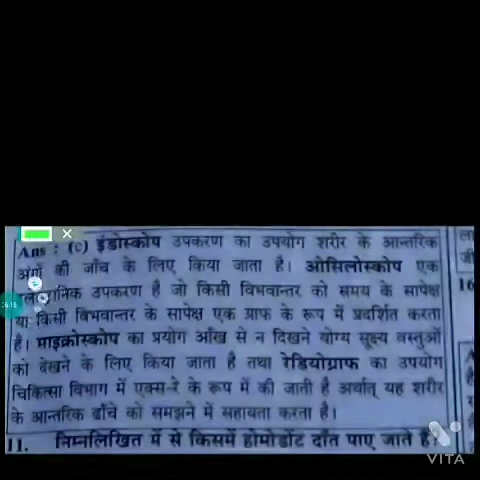 Ans : (c) इंडोस्कोप उपकरण का उपयोग शरीर के आन्तरिक
अंगों की जाँच के लिए किया जाता है। ओसिलोस्कोप एक
उपकरण है जो किसी विभवान्तर को समय के सापेक्ष
या किसी विभवान्तर के सापेक्ष एक ग्राफ के रूप में प्रदर्शित करता
है। माइक्रोस्कोप का प्रयोग आँख से न दिखने योग्य सूक्ष्म वस्तुओं
को देखने के लिए किया जाता है तथा रेडियोग्राफ का उपयोग
चिकित्सा विभाग में एक्स-रे के रूप में की जाती है अर्थात् यह शरीर
के आन्तरिक ढाँचे को समझने में सहायता करता है।
11. निम्नलिखित में से किसमें होमोडोंट दाँत पाए जाते हैं
16
VITA